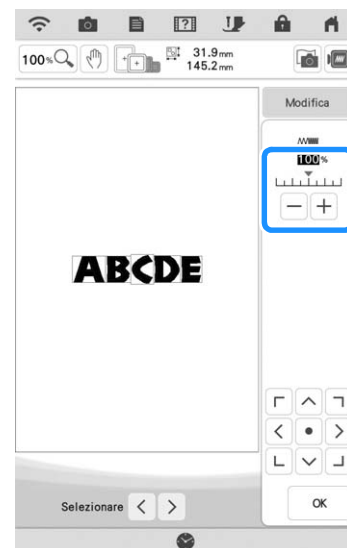 100% 31.9mm
145.2mm
Modifica
100%
ABCDE
Selezionare
OK